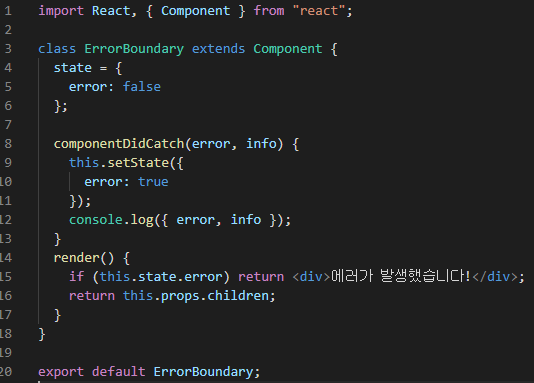 1 import React, { Component } from "react";
2
3 class ErrorBoundary extends Component {
4   state = {
5     error: false
6   };
7
8   componentDidCatch(error, info) {
9     this.setState({
10       error: true
11     });
12     console.log({ error, info });
13   }
14   render() {
15     if (this.state.error) return <div>에러가 발생했습니다!</div>;
16     return this.props.children;
17   }
18 }
19
20 export default ErrorBoundary;